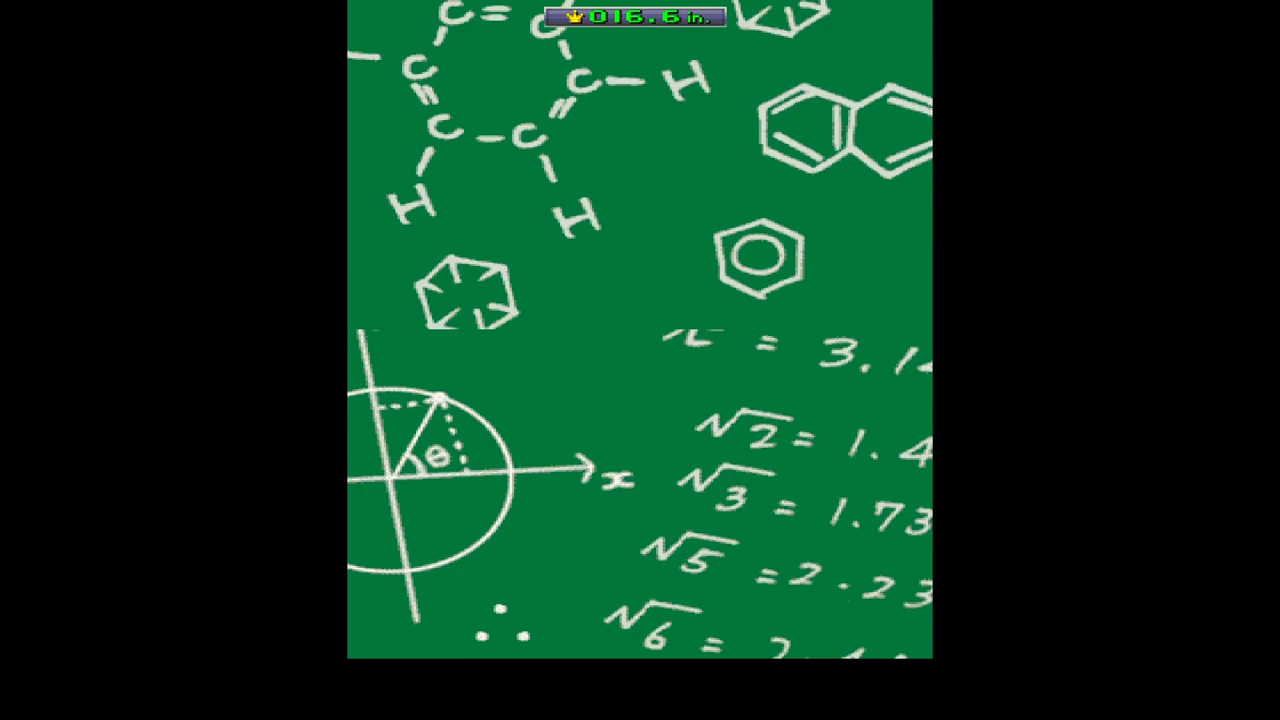 016.6 in.
C = C
C C — H
C — C
H H
= 3.1
√2 = 1.4
θ
x
√3 = 1.73
√5 = 2.23
√6 =